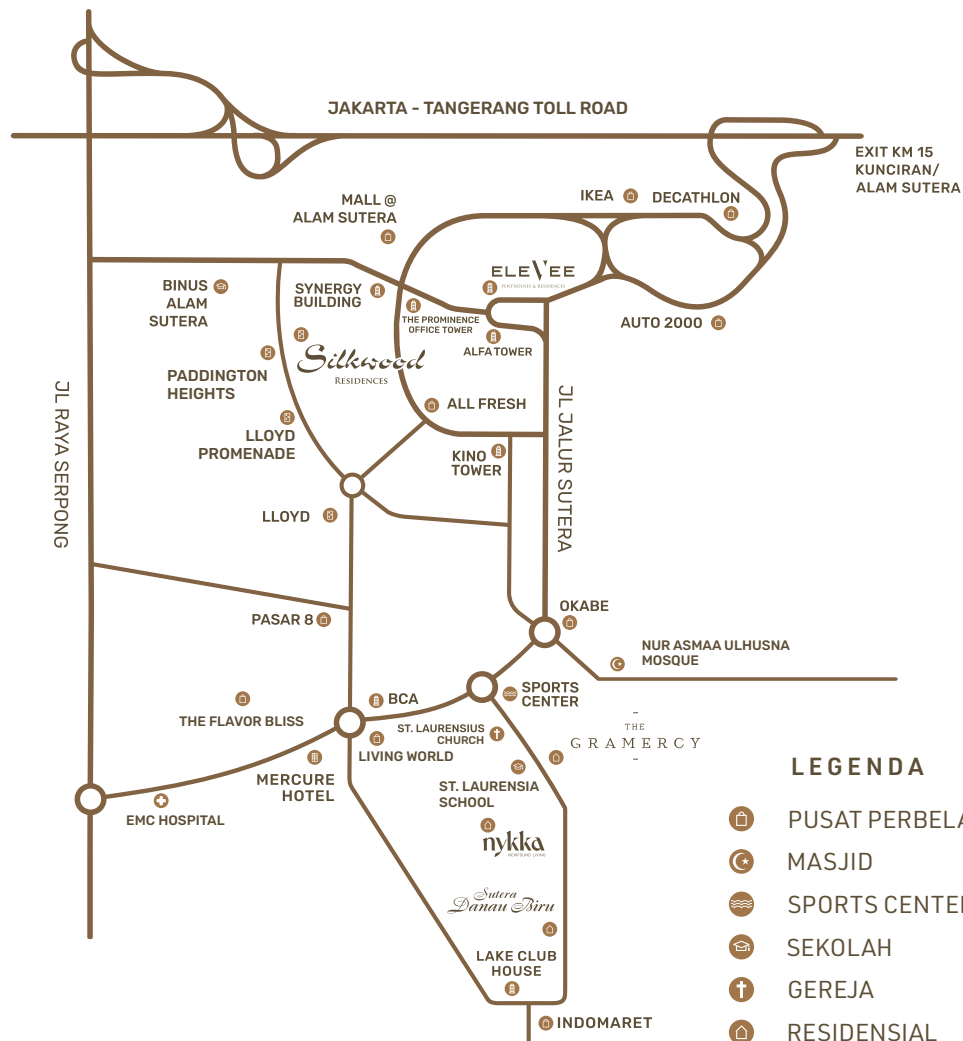 JAKARTA - TANGERANG TOLL ROAD
EXIT KM 15
KUNCIRAN/
ALAM SUTERA
MALL @
ALAM SUTERA
IKEA
DECATHLON
BINUS
ALAM
SUTERA
SYNERGY
BUILDING
ELEVEE
PENTHOUSES & RESIDENCES
THE PROMINENCE
OFFICE TOWER
ALFA TOWER
AUTO 2000
Silkwood
RESIDENCES
PADDINGTON
HEIGHTS
ALL FRESH
LLOYD
PROMENADE
KINO
TOWER
JL RAYA SERPONG
JL JALUR SUTERA
LLOYD
OKABE
PASAR 8
NUR ASMAA ULHUSNA
MOSQUE
BCA
SPORTS
CENTER
THE FLAVOR BLISS
ST. LAURENSIUS
CHURCH
THE
GRAMERCY
LIVING WORLD
MERCURE
HOTEL
ST. LAURENSIA
SCHOOL
EMC HOSPITAL
nykka
NEWFOUND LIVING
Sutera
Danau Biru
LAKE CLUB
HOUSE
INDOMARET
LEGENDA
PUSAT PERBELA
MASJID
SPORTS CENTER
SEKOLAH
GEREJA
RESIDENSIAL